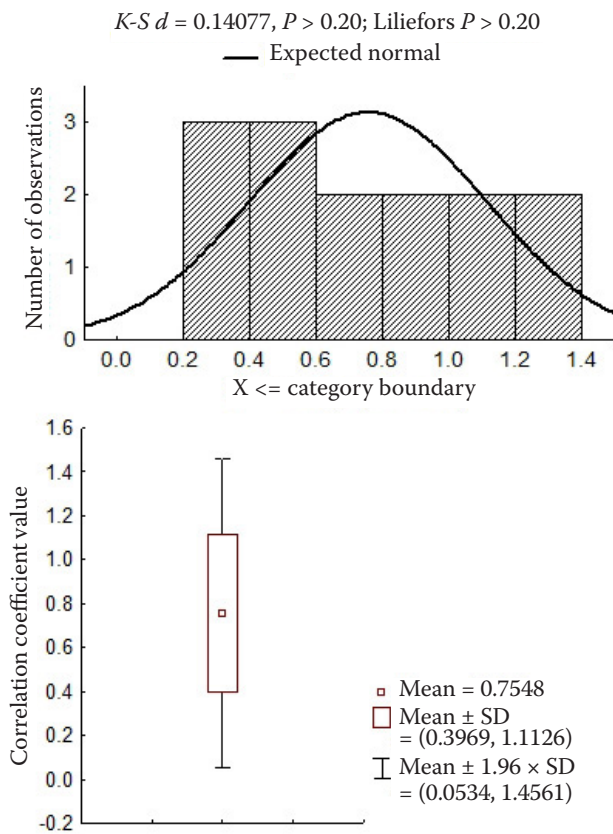 K-S d = 0.14077, P > 0.20; Liliefors P > 0.20
Expected normal
Number of observations
3
2
1
0
0.0 0.2 0.4 0.6 0.8 1.0 1.2 1.4
X <= category boundary
Correlation coefficient value
1.6
1.4
1.2
1.0
0.8
0.6
0.4
0.2
0.0
-0.2
Mean = 0.7548
Mean ± SD
= (0.3969, 1.1126)
Mean ± 1.96 × SD
= (0.0534, 1.4561)